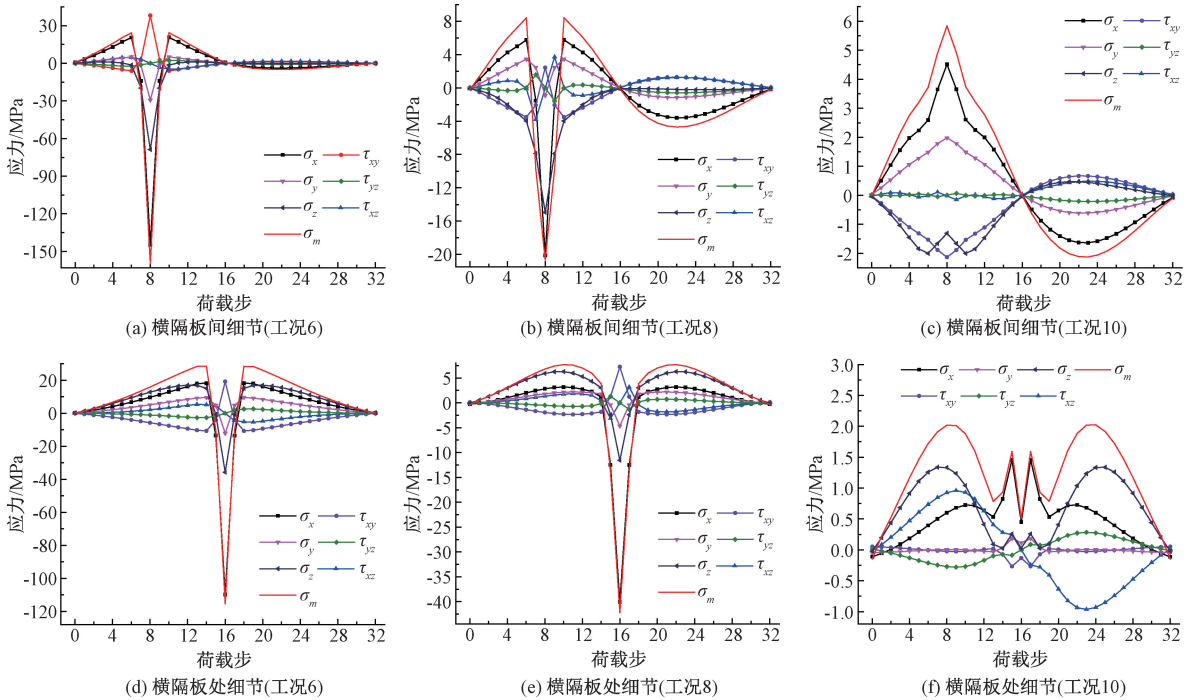 应力/MPa
30
0
-30
-60
-90
-120
-150
σx τxy
σy τyz
σz τxz
σm
0 4 8 12 16 20 24 28 32
荷载步
(a) 横隔板间细节(工况6)
应力/MPa
8
4
0
-4
-8
-12
-16
-20
σx τxy
σy τyz
σz τxz
σm
0 4 8 12 16 20 24 28 32
荷载步
(b) 横隔板间细节(工况8)
应力/MPa
6
5
4
3
2
1
0
-1
-2
σx τxy
σy τyz
σz τxz
σm
0 4 8 12 16 20 24 28 32
荷载步
(c) 横隔板间细节(工况10)
应力/MPa
20
0
-20
-40
-60
-80
-100
-120
σx τxy
σy τyz
σz τxz
σm
0 4 8 12 16 20 24 28 32
荷载步
(d) 横隔板处细节(工况6)
应力/MPa
5
0
-5
-10
-15
-20
-25
-30
-35
-40
σx τxy
σy τyz
σz τxz
σm
0 4 8 12 16 20 24 28 32
荷载步
(e) 横隔板处细节(工况8)
应力/MPa
3.0
2.5
2.0
1.5
1.0
0.5
0.0
-0.5
-1.0
σx σy σz σm
τxy τyz τxz
0 4 8 12 16 20 24 28 32
荷载步
(f) 横隔板处细节(工况10)